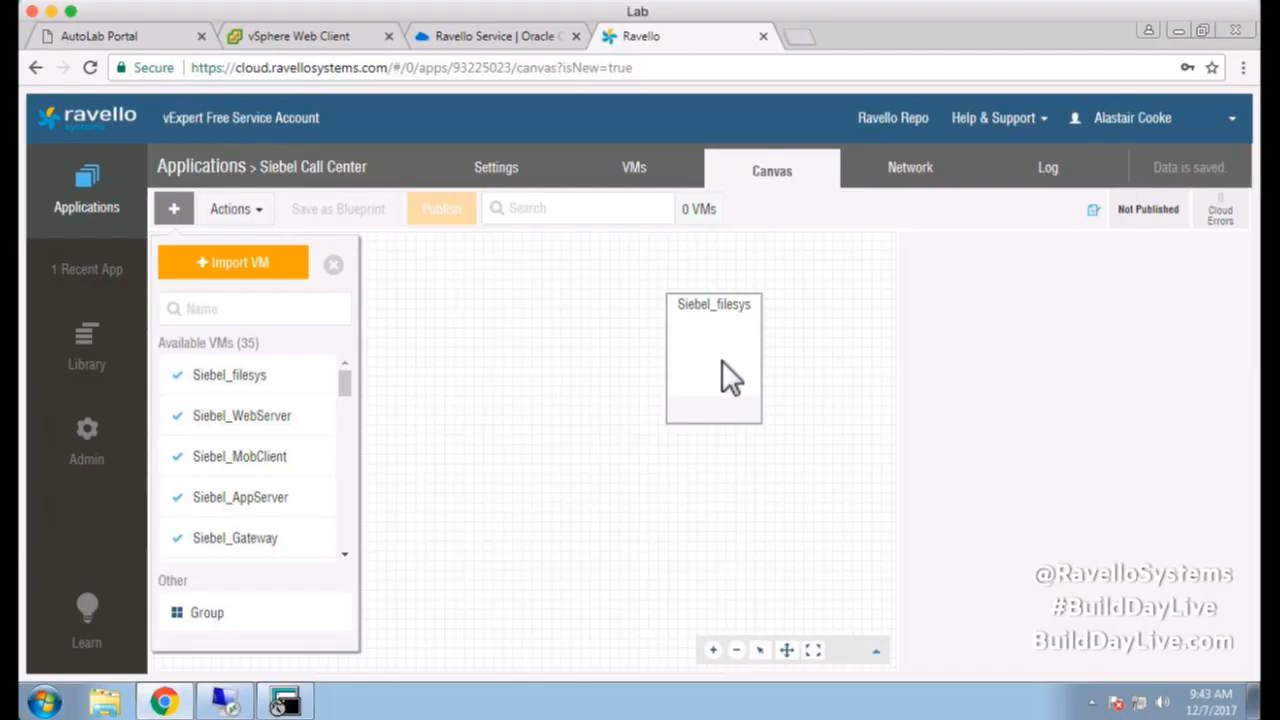 Lab
AutoLab Portal
vSphere Web Client
Ravello Service | Oracle C
Ravello
Secure https://cloud.ravellosystems.com/#/0/apps/93225023/canvas?isNew=true
ravello
systems
vExpert Free Service Account
Ravello Repo
Help & Support
Alastair Cooke
Applications
Applications > Siebel Call Center
Settings
VMs
Canvas
Network
Log
Data is saved.
+
Actions
Save as Blueprint
Publish
Search
0 VMs
Not Published
0
Cloud
Errors
1 Recent App
Library
Admin
Learn
+ Import VM
Name
Available VMs (35)
Siebel_filesys
Siebel_WebServer
Siebel_MobClient
Siebel_AppServer
Siebel_Gateway
Other
Group
Siebel_filesys
@RavelloSystems
#BuildDayLive
BuildDayLive.com
9:43 AM
12/7/2017